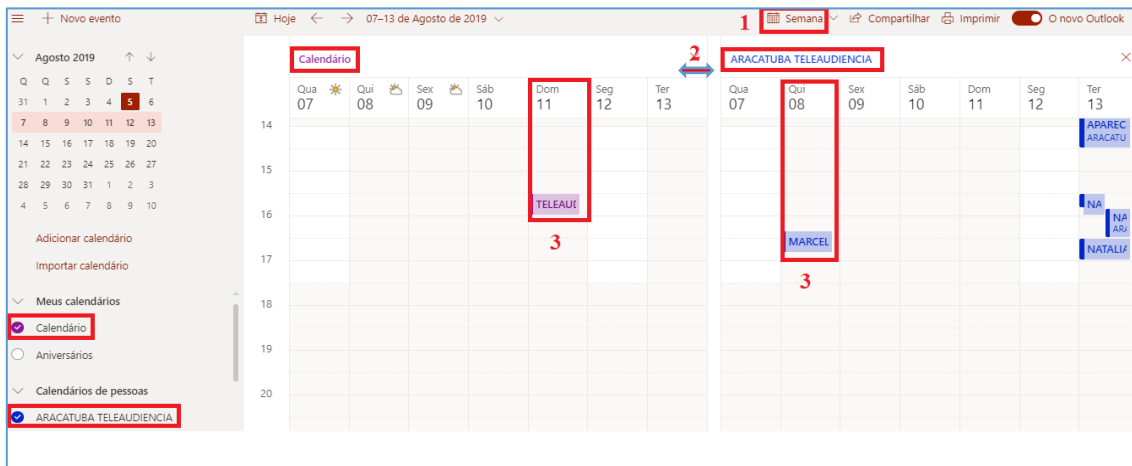 + Novo evento
Hoje ← → 07–13 de Agosto de 2019
1 Semana
Compartilhar
Imprimir
O novo Outlook
Agosto 2019 ↑ ↓
Q Q S S D S T
31 1 2 3 4 5 6
7 8 9 10 11 12 13
14 15 16 17 18 19 20
21 22 23 24 25 26 27
28 29 30 31 1 2 3
4 5 6 7 8 9 10
Adicionar calendário
Importar calendário
Meus calendários
Calendário
Aniversários
Calendários de pessoas
ARACATUBA TELEAUDIENCIA
Calendário
2
ARACATUBA TELEAUDIENCIA
Qua Qui Sex Sáb Dom Seg Ter
07 08 09 10 11 12 13
Qua Qui Sex Sáb Dom Seg Ter
07 08 09 10 11 12 13
14
15
16
17
18
19
20
TELEAUI
3
MARCEL
3
APAREC
ARACATU
NA
NA
ARA
NATALIA